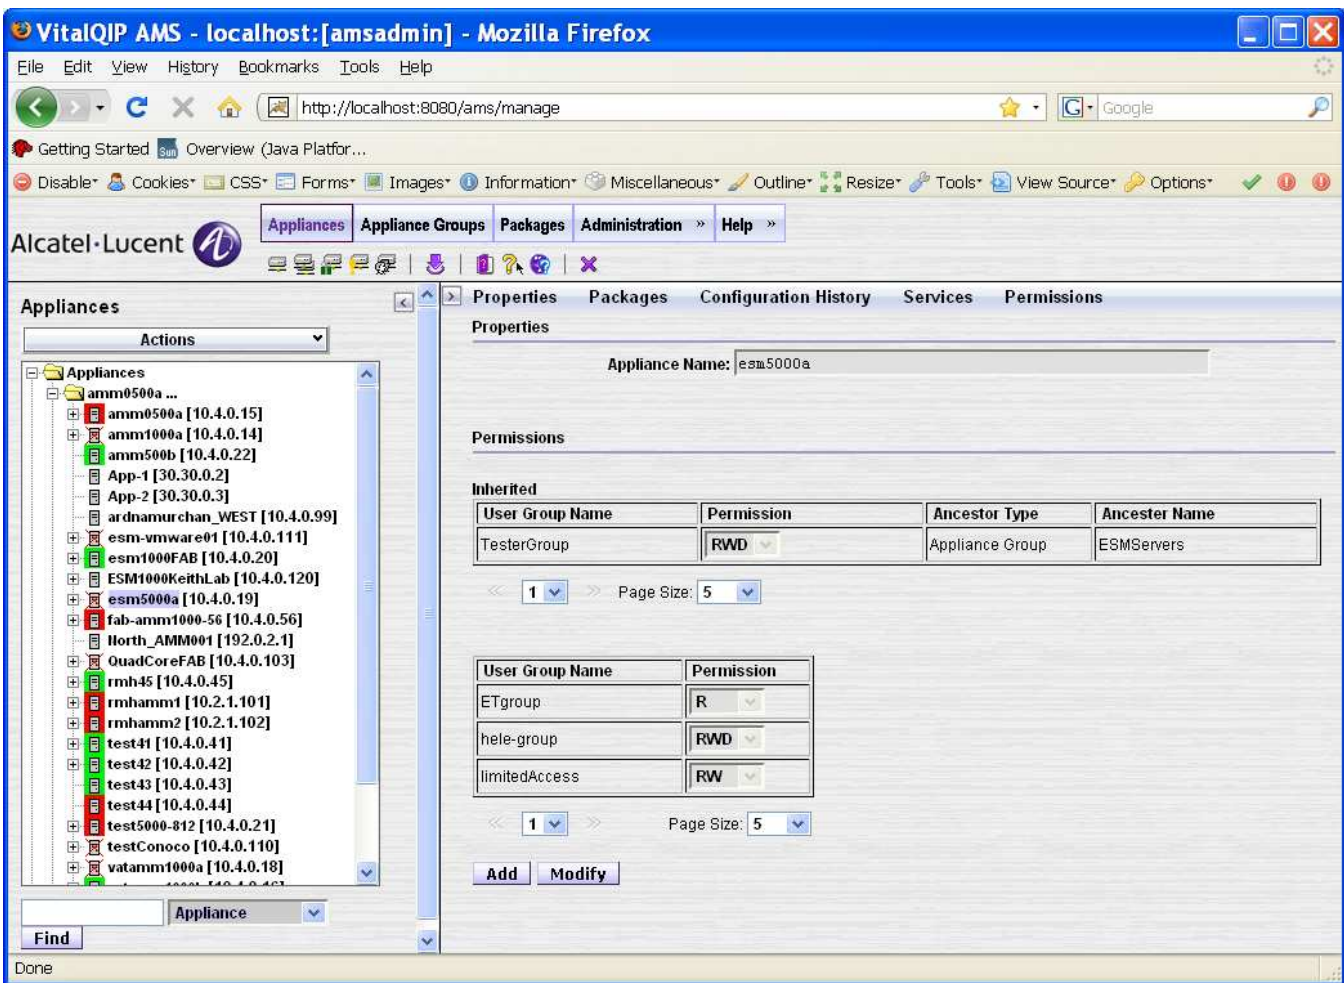 VitalQIP AMS - localhost:[amsadmin] - Mozilla Firefox
File Edit View History Bookmarks Tools Help
http://localhost:8080/ams/manage
G Google
Getting Started Sun Overview (Java Platfor...
Disable Cookies CSS Forms Images Information Miscellaneous Outline Resize Tools View Source Options
Alcatel·Lucent
Appliances Appliance Groups Packages Administration » Help »
Appliances
Actions
Appliances
amm0500a ...
amm0500a [10.4.0.15]
amm1000a [10.4.0.14]
amm500b [10.4.0.22]
App-1 [30.30.0.2]
App-2 [30.30.0.3]
ardnamurchan_WEST [10.4.0.99]
esm-vmware01 [10.4.0.111]
esm1000FAB [10.4.0.20]
ESM1000KeithLab [10.4.0.120]
esm5000a [10.4.0.19]
fab-amm1000-56 [10.4.0.56]
North_AMM001 [192.0.2.1]
QuadCoreFAB [10.4.0.103]
rmh45 [10.4.0.45]
rmhamm1 [10.2.1.101]
rmhamm2 [10.2.1.102]
test41 [10.4.0.41]
test42 [10.4.0.42]
test43 [10.4.0.43]
test44 [10.4.0.44]
test5000-812 [10.4.0.21]
testConoco [10.4.0.110]
vatamm1000a [10.4.0.18]
Appliance
Find
Properties Packages Configuration History Services Permissions
Properties
Appliance Name: esm5000a
Permissions
Inherited
User Group Name Permission Ancestor Type Ancester Name
TesterGroup RWD Appliance Group ESMServers
1 Page Size: 5
User Group Name Permission
ETgroup R
hele-group RWD
limitedAccess RW
1 Page Size: 5
Add Modify
Done